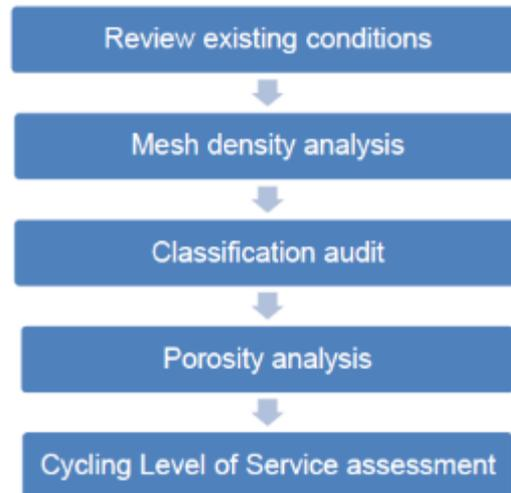 Review existing conditions
Mesh density analysis
Classification audit
Porosity analysis
Cycling Level of Service assessment